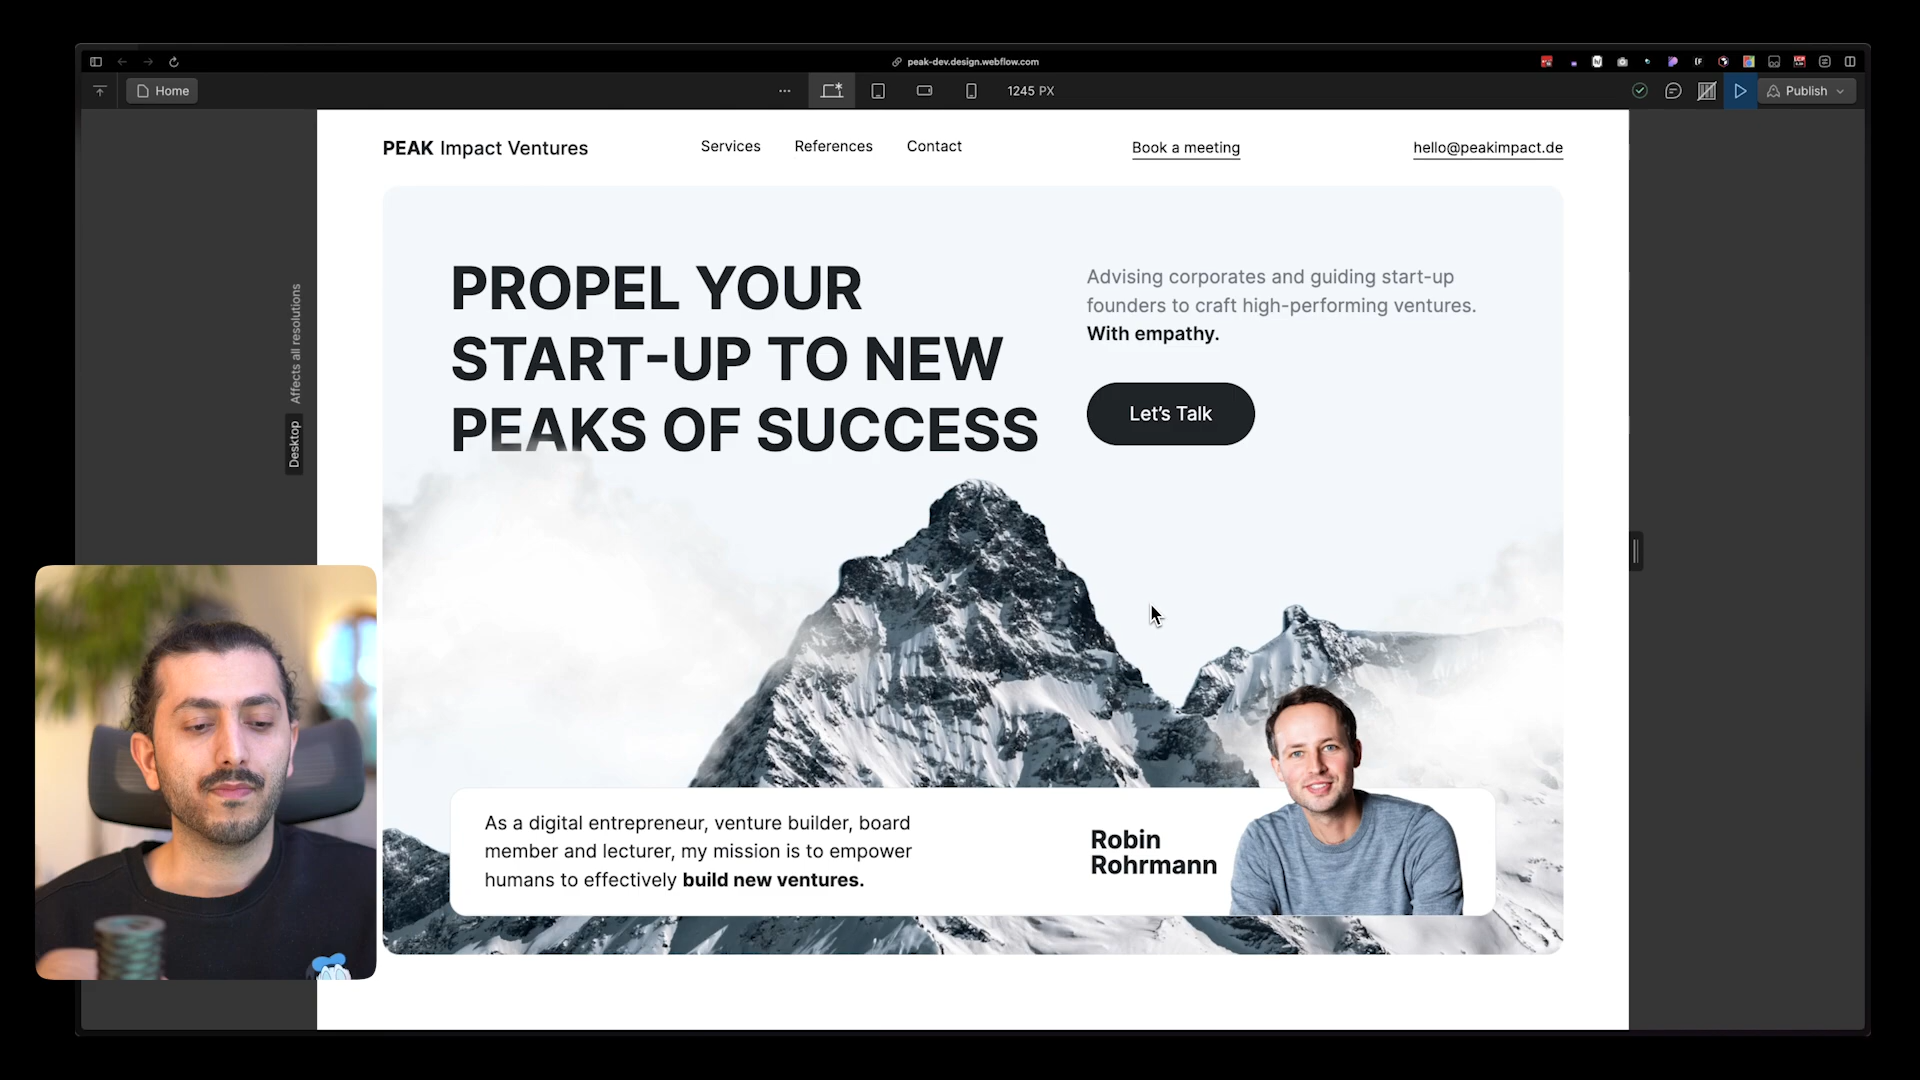 peak-dev.design.webflow.com
Home
1245 PX
Publish
PEAK Impact Ventures
Services
References
Contact
Book a meeting
hello@peakimpact.de
PROPEL YOUR
START-UP TO NEW
PEAKS OF SUCCESS
Advising corporates and guiding start-up
founders to craft high-performing ventures.
With empathy.
Let’s Talk
Affects all resolutions
Desktop
As a digital entrepreneur, venture builder, board
member and lecturer, my mission is to empower
humans to effectively build new ventures.
Robin
Rohrmann